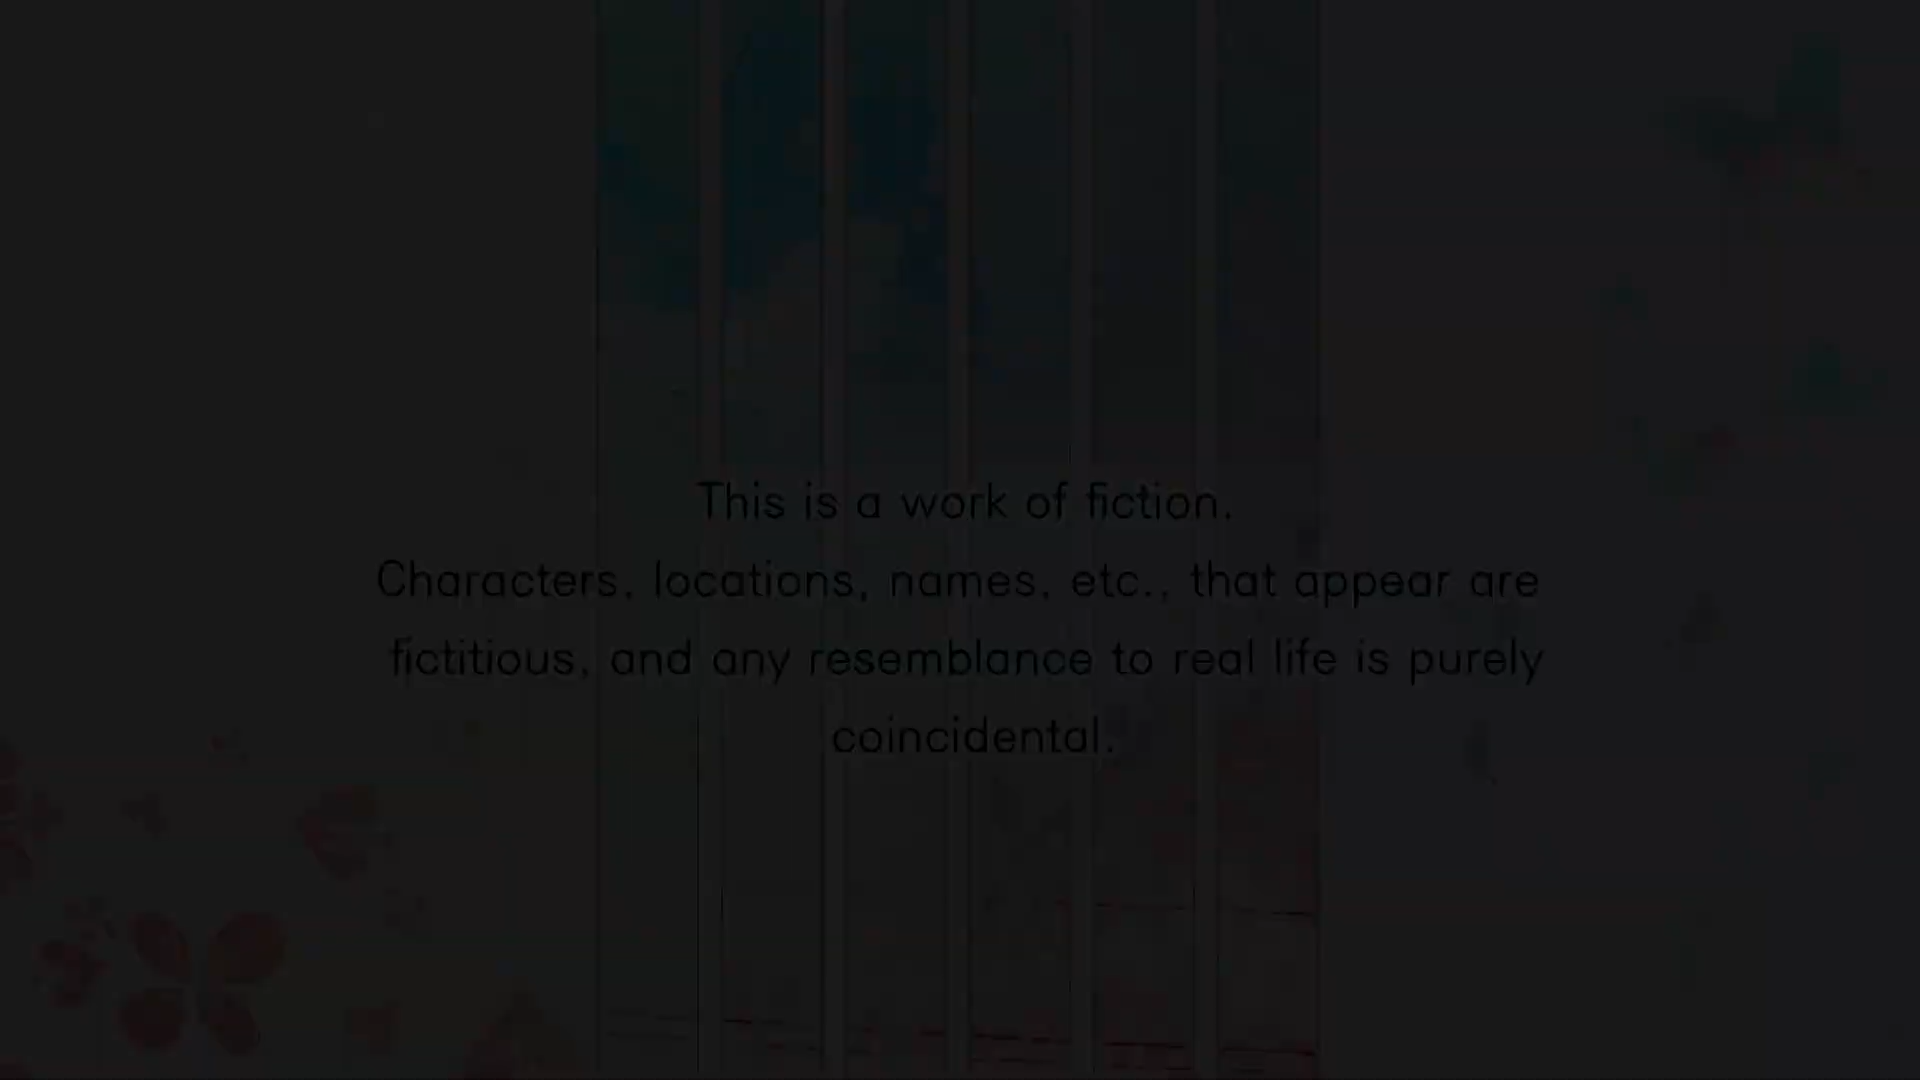 This is a work of fiction.
Characters, locations, names, etc., that appear are
fictitious, and any resemblance to real life is purely
coincidental.